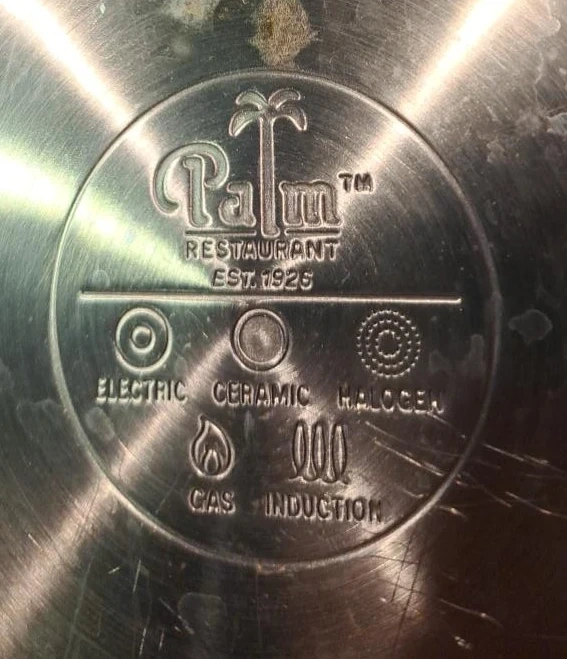 Palm™
RESTAURANT
EST. 1926
ELECTRIC CERAMIC HALOGEN
GAS INDUCTION